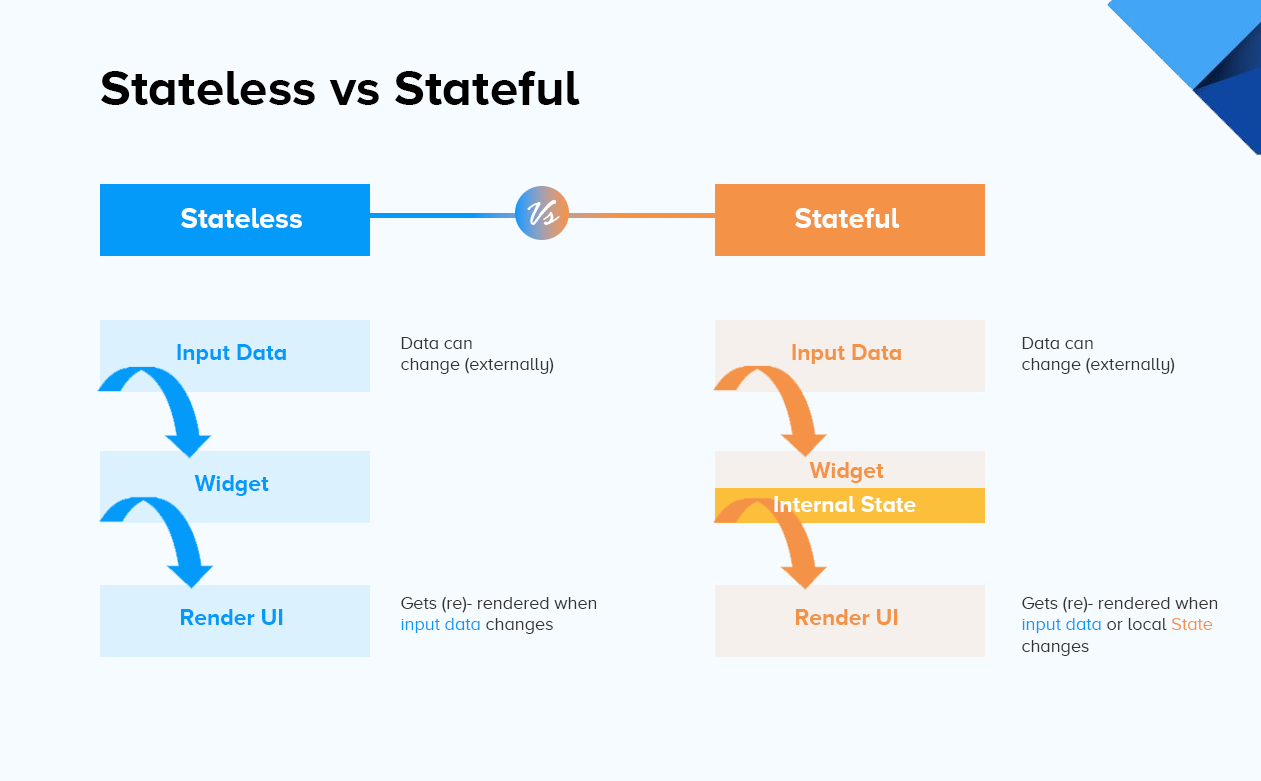 Stateless vs Stateful
Stateless
Vs
Stateful
Input Data
Data can
change (externally)
Widget
Render UI
Gets (re)- rendered when
input data changes
Input Data
Data can
change (externally)
Widget
Internal State
Render UI
Gets (re)- rendered when
input data or local State
changes